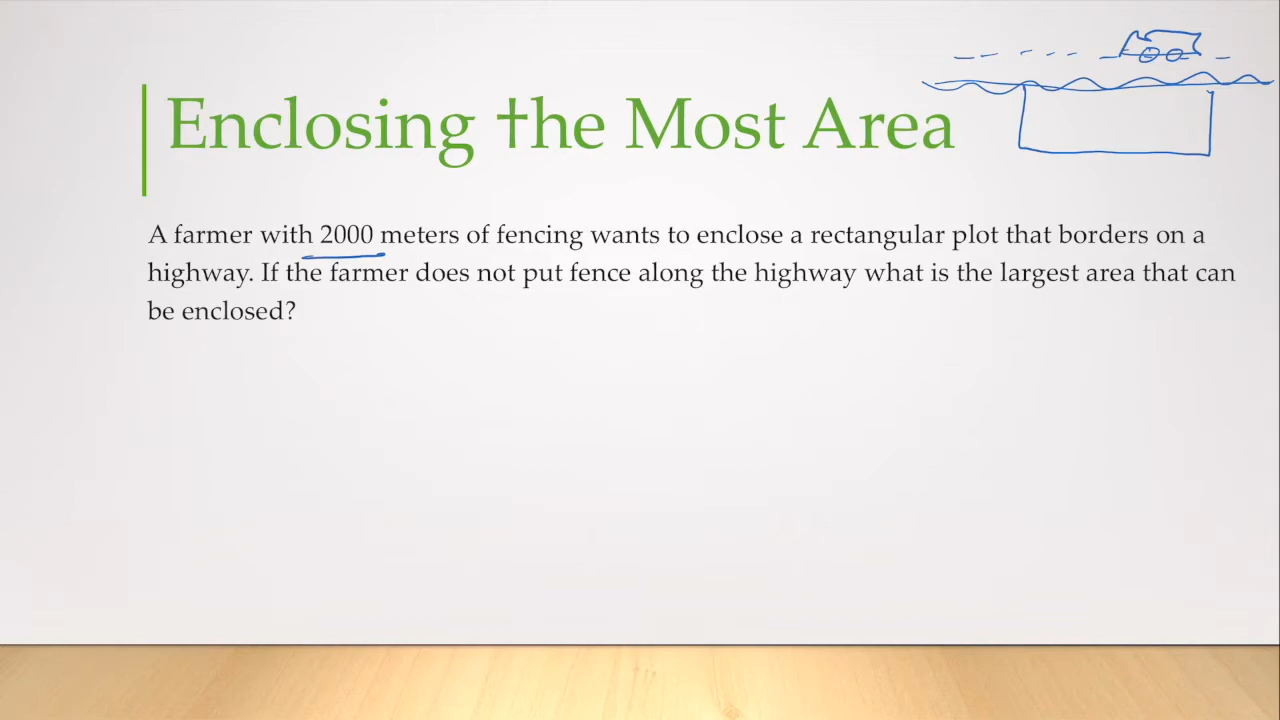 Enclosing the Most Area
A farmer with 2000 meters of fencing wants to enclose a rectangular plot that borders on a
highway. If the farmer does not put fence along the highway what is the largest area that can
be enclosed?